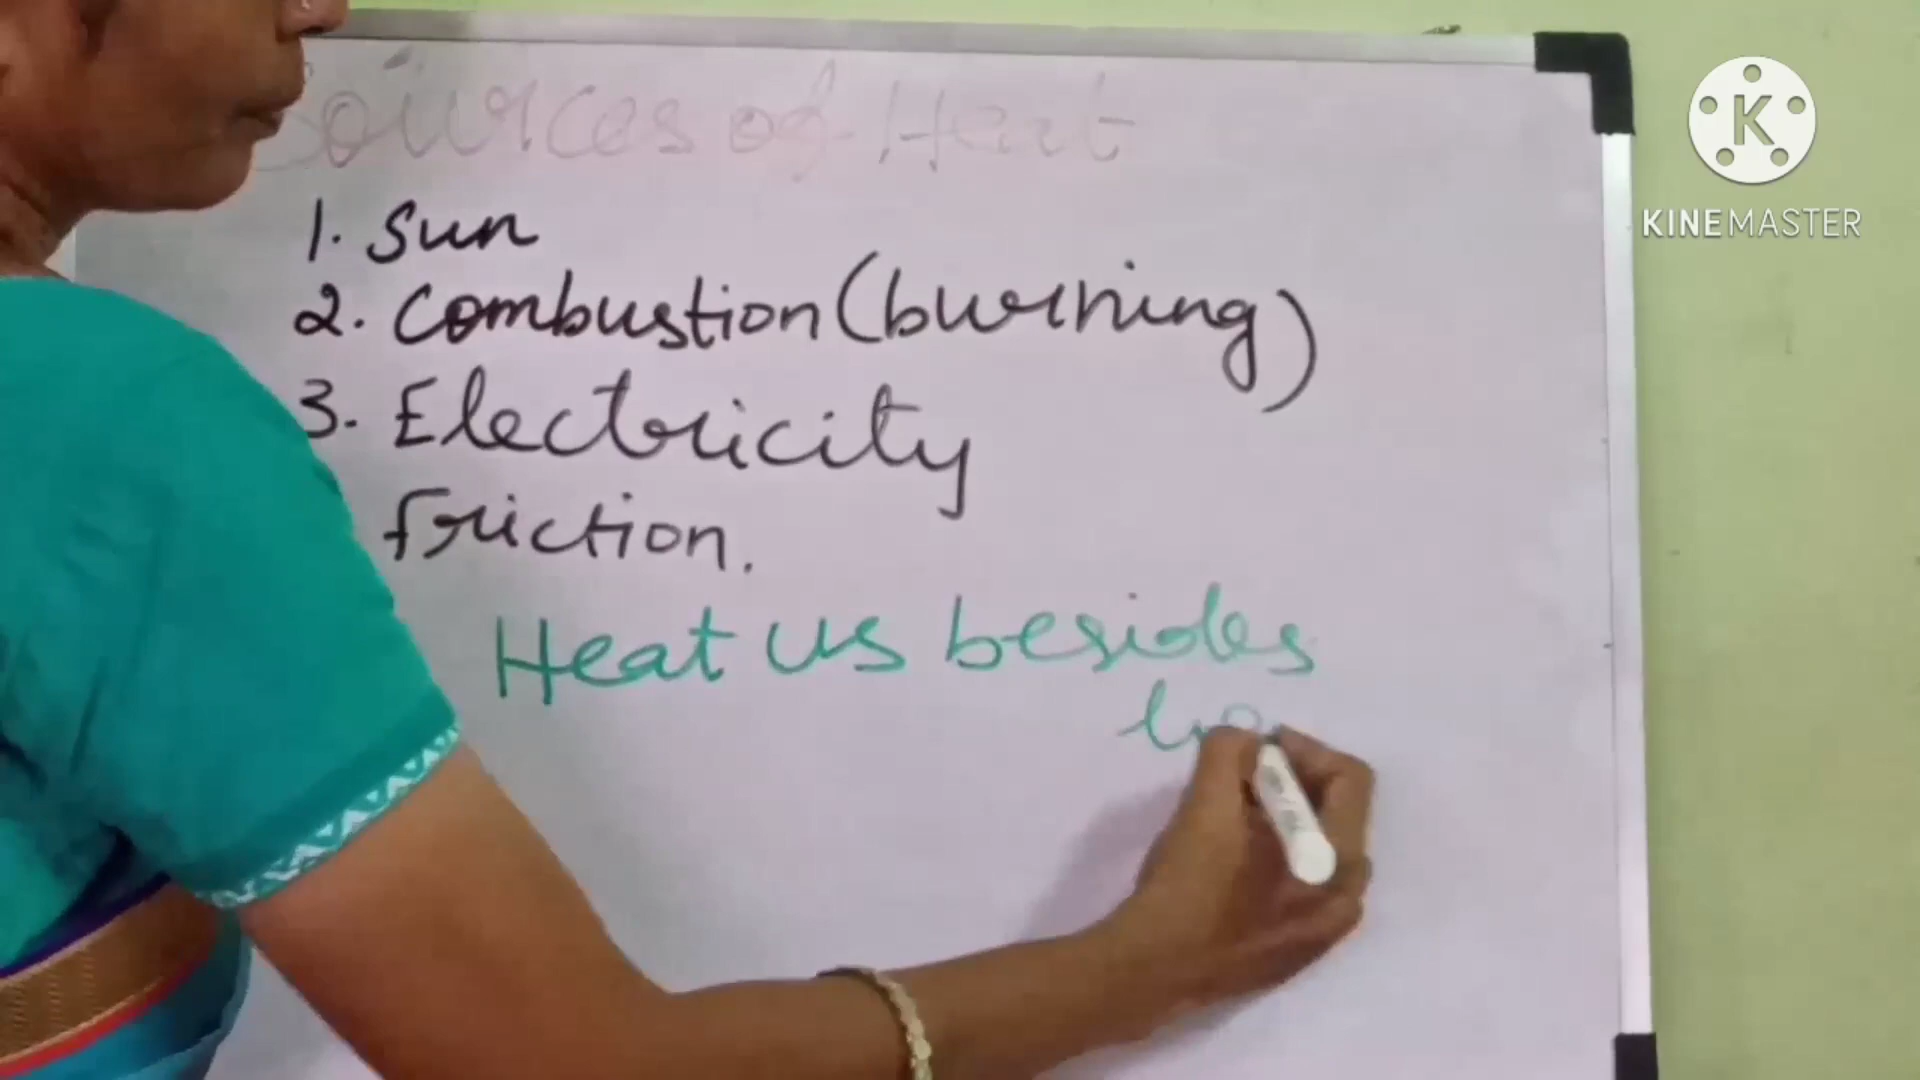 Sources of Heat
1. Sun
2. Combustion (burning)
3. Electricity
friction.
Heat us besides
KINEMASTER